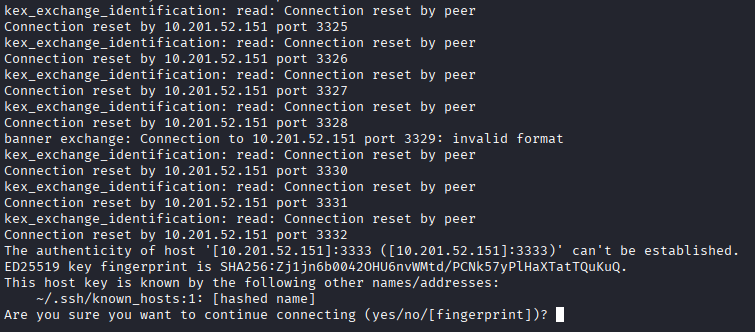 kex_exchange_identification: read: Connection reset by peer
Connection reset by 10.201.52.151 port 3325
kex_exchange_identification: read: Connection reset by peer
Connection reset by 10.201.52.151 port 3326
kex_exchange_identification: read: Connection reset by peer
Connection reset by 10.201.52.151 port 3327
kex_exchange_identification: read: Connection reset by peer
Connection reset by 10.201.52.151 port 3328
banner exchange: Connection to 10.201.52.151 port 3329: invalid format
kex_exchange_identification: read: Connection reset by peer
Connection reset by 10.201.52.151 port 3330
kex_exchange_identification: read: Connection reset by peer
Connection reset by 10.201.52.151 port 3331
kex_exchange_identification: read: Connection reset by peer
Connection reset by 10.201.52.151 port 3332
The authenticity of host '[10.201.52.151]:3333 ([10.201.52.151]:3333)' can't be established.
ED25519 key fingerprint is SHA256:Zj1jn6b0042OHU6nvWMtd/PCNk57yPlHaXTatTQuKuQ.
This host key is known by the following other names/addresses:
    ~/.ssh/known_hosts:1: [hashed name]
Are you sure you want to continue connecting (yes/no/[fingerprint])?